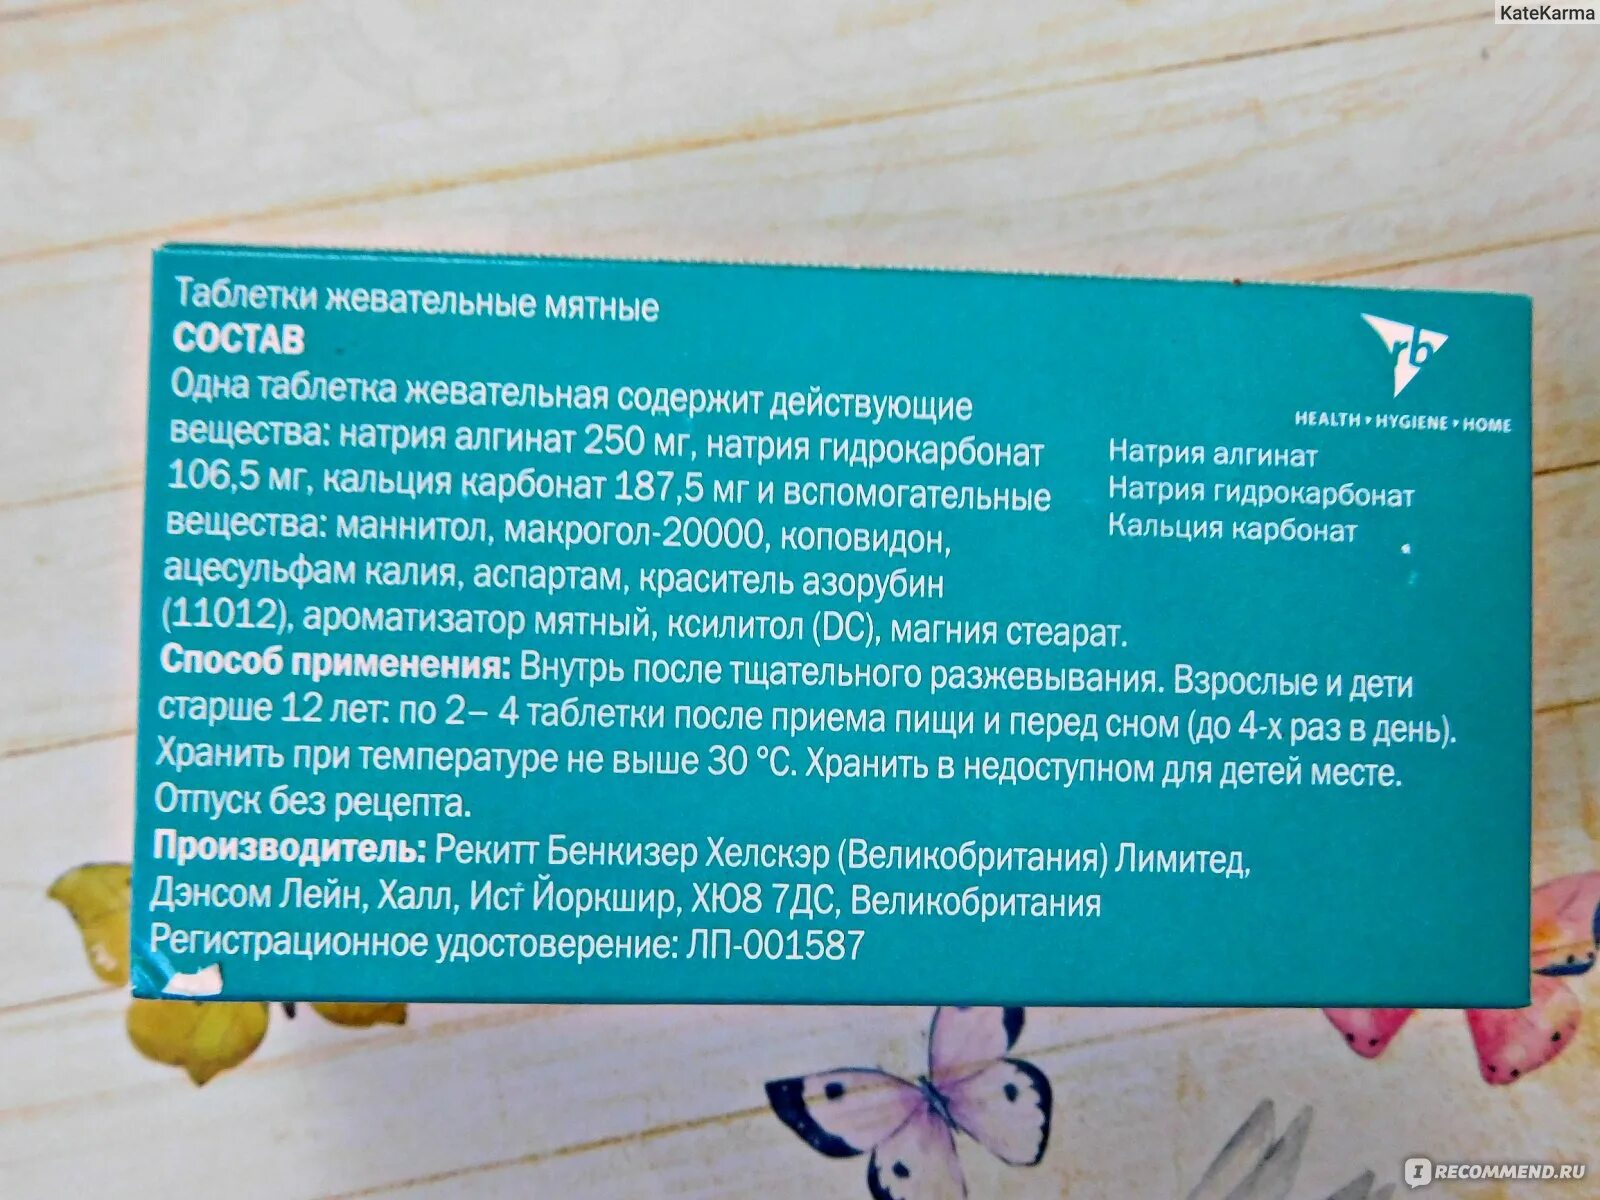 KateKarma
Таблетки жевательные мятные
СОСТАВ
Одна таблетка жевательная содержит действующие
вещества: натрия алгинат 250 мг, натрия гидрокарбонат
106,5 мг, кальция карбонат 187,5 мг и вспомогательные
вещества: маннитол, макрогол-20000, коповидон,
ацесульфам калия, аспартам, краситель азорубин
(11012), ароматизатор мятный, ксилитол (DC), магния стеарат.
Способ применения: Внутрь после тщательного разжевывания. Взрослые и дети
старше 12 лет: по 2– 4 таблетки после приема пищи и перед сном (до 4-х раз в день).
Хранить при температуре не выше 30 °С. Хранить в недоступном для детей месте.
Отпуск без рецепта.
Производитель: Рекитт Бенкизер Хелскэр (Великобритания) Лимитед,
Дэнсом Лейн, Халл, Ист Йоркшир, ХЮ8 7ДС, Великобритания
Регистрационное удостоверение: ЛП-001587
rb
HEALTH • HYGIENE • HOME
Натрия алгинат
Натрия гидрокарбонат
Кальция карбонат
IRECOMMEND.RU